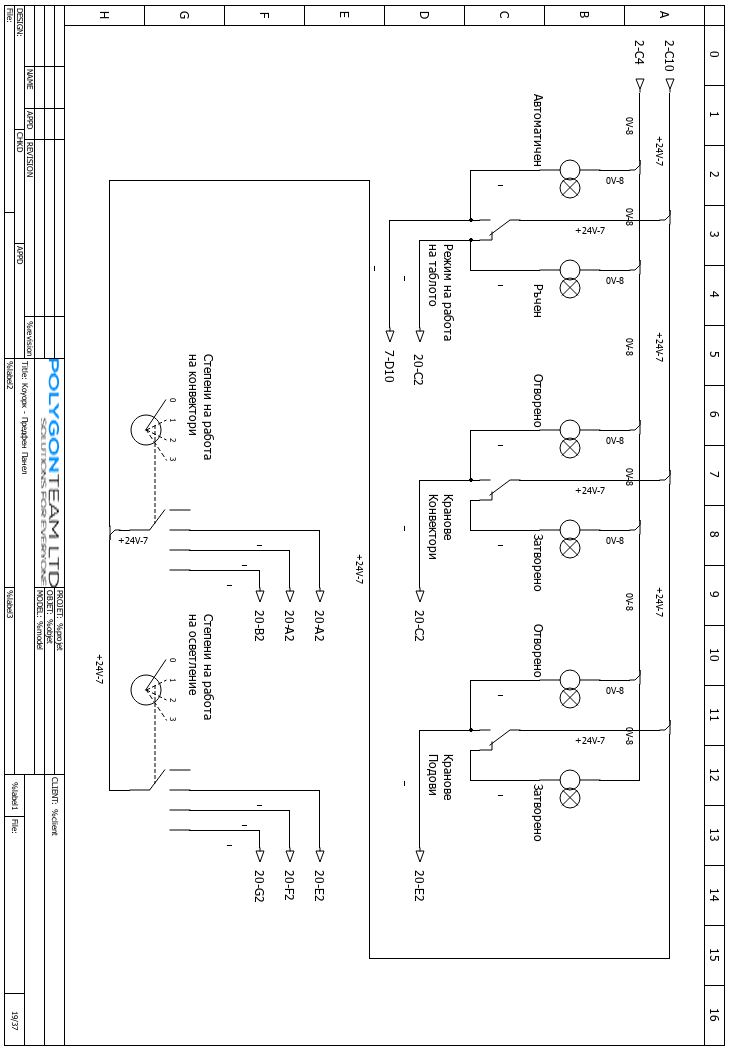 0 1 2 3 4 5 6 7 8 9 10 11 12 13 14 15 16
A
B
C
D
E
F
G
H
2-C10
2-C4
+24V-7
+24V-7
+24V-7
0V-8
0V-8
0V-8
0V-8
0V-8
0V-8
0V-8
0V-8
0V-8
0V-8
0V-8
0V-8
+24V-7
+24V-7
+24V-7
Автоматичен
Ръчен
Отворено
Затворено
Отворено
Затворено
Режим на работа
на таблото
Кранове
Конвектори
Кранове
Подови
20-C2
7-D10
20-C2
20-E2
+24V-7
Степени на работа
на конвектори
0
1
2
3
20-A2
20-A2
20-B2
Степени на работа
на осветление
0
1
2
3
20-E2
20-F2
20-G2
+24V-7
+24V-7
NAME
APPD
REVISION
%revision
DESIGN:
CHKD
APPD
File:
POLYGONTEAM LTD
SOLUTIONS FOR EVERYONE
PROJET: %projet
OBJET: %objet
MODEL: %model
CLIENT: %client
Title: Коуорк - Предфен Панел
%label2
%label3
%label1
File:
19/37